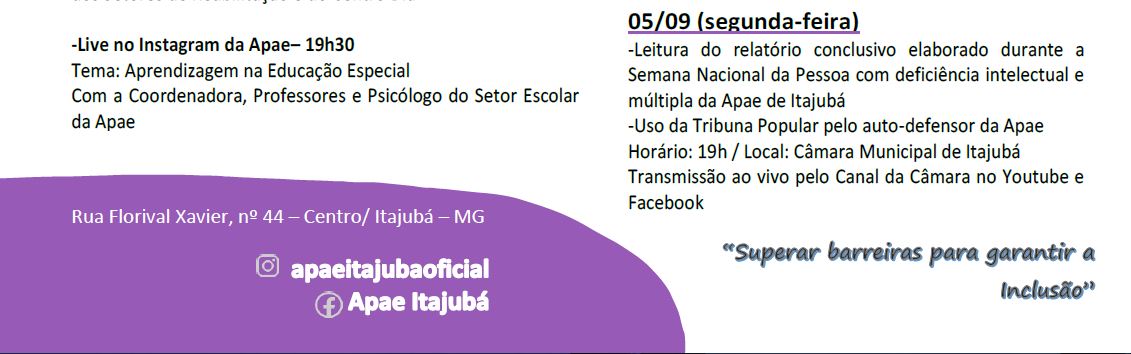 -Live no Instagram da Apae– 19h30
Tema: Aprendizagem na Educação Especial
Com a Coordenadora, Professores e Psicólogo do Setor Escolar
da Apae
Rua Florival Xavier, nº 44 – Centro/ Itajubá – MG
apaeitajubaoficial
Apae Itajubá
05/09 (segunda-feira)
-Leitura do relatório conclusivo elaborado durante a
Semana Nacional da Pessoa com deficiência intelectual e
múltipla da Apae de Itajubá
-Uso da Tribuna Popular pelo auto-defensor da Apae
Horário: 19h / Local: Câmara Municipal de Itajubá
Transmissão ao vivo pelo Canal da Câmara no Youtube e
Facebook
“Superar barreiras para garantir a
Inclusão”